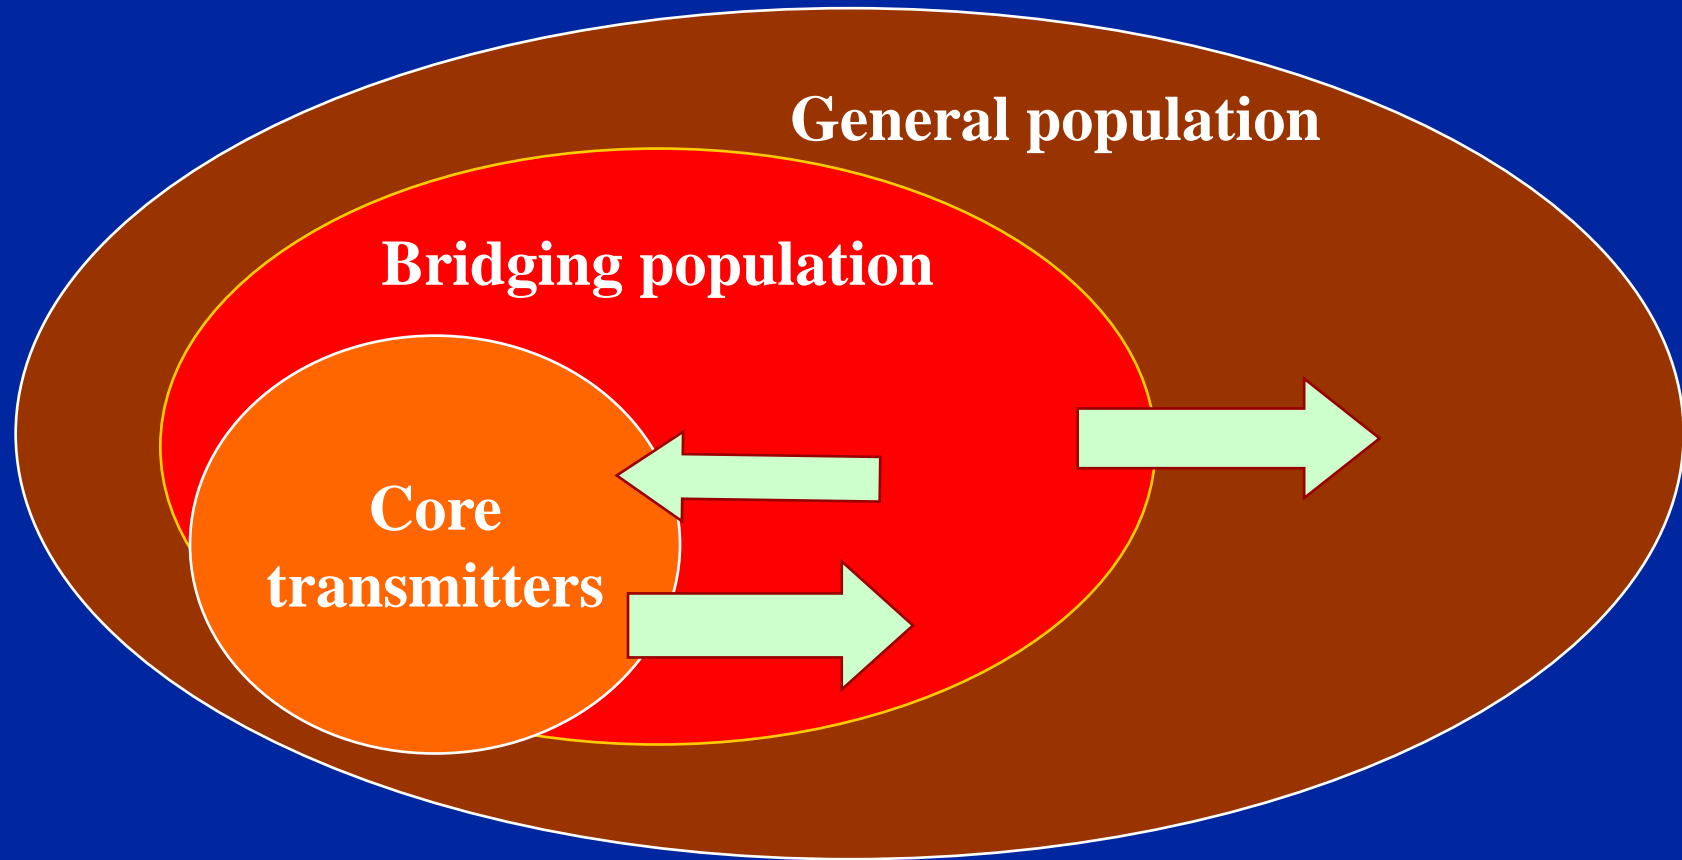 General population
Bridging population
Core
transmitters